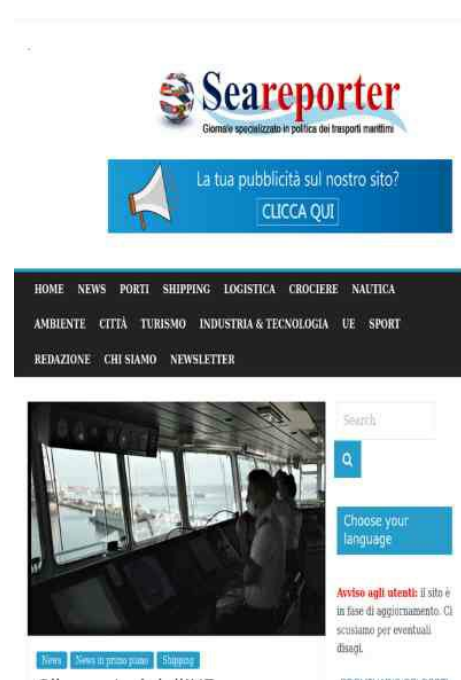 Seareporter
Giornale specializzato in politica dei trasporti marittimi
La tua pubblicità sul nostro sito?
CLICCA QUI
HOME NEWS PORTI SHIPPING LOGISTICA CROCIERE NAUTICA
AMBIENTE CITTÀ TURISMO INDUSTRIA & TECNOLOGIA UE SPORT
REDAZIONE CHI SIAMO NEWSLETTER
Search
Choose your
language
Avviso agli utenti: il sito è
in fase di aggiornamento. Ci
scusiamo per eventuali
disagi.
News News in primo piano Shipping